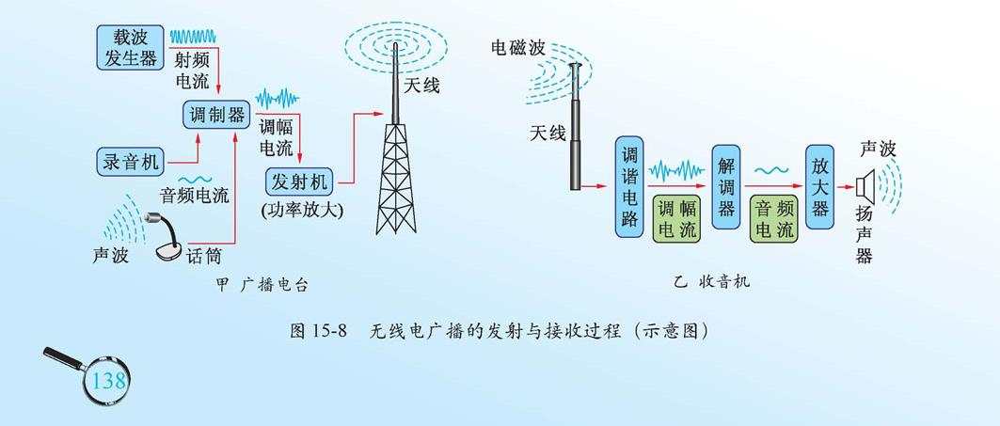 载波
发生器
射频
电流
调制器
调幅
电流
录音机
音频电流
发射机
(功率放大)
声波
话筒
天线
甲 广播电台
电磁波
天线
调谐电路
调幅
电流
解调器
音频
电流
放大器
声波
扬声器
乙 收音机
图 15-8 无线电广播的发射与接收过程（示意图）
138